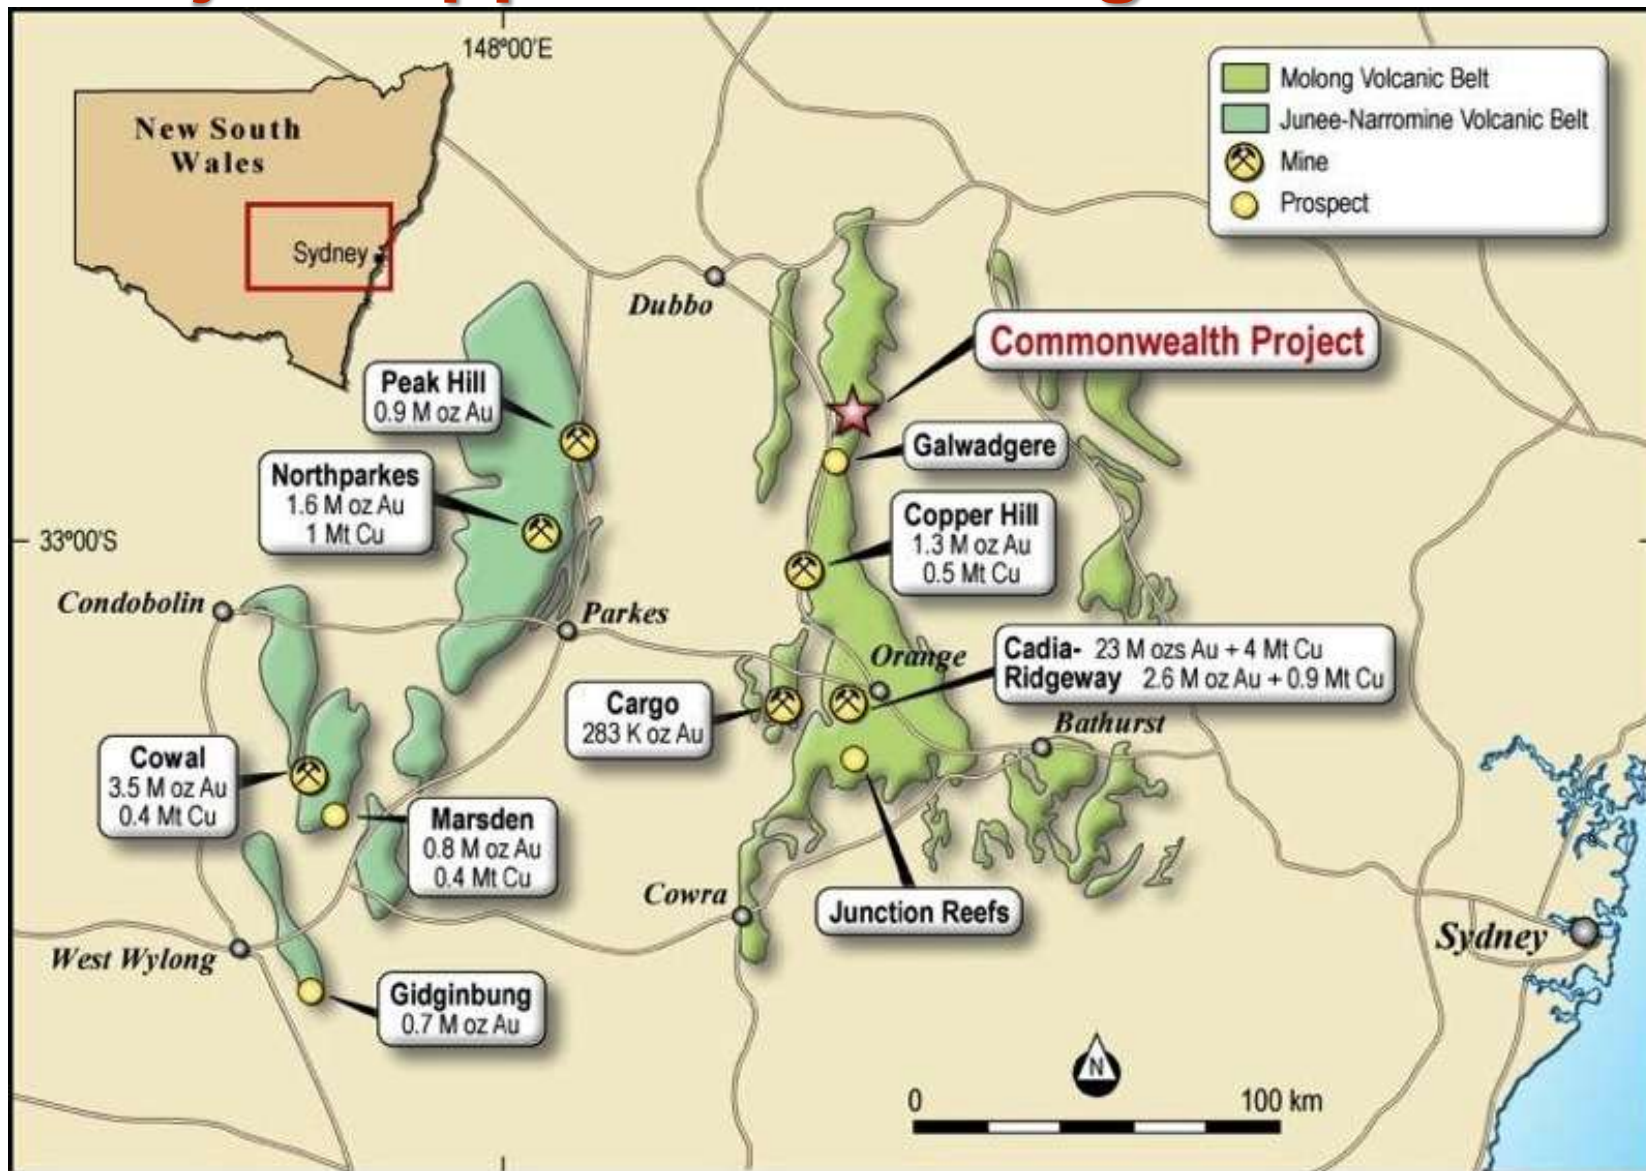 148°00'E
New South
Wales
Sydney
Molong Volcanic Belt
Junee-Narromine Volcanic Belt
Mine
Prospect
Dubbo
Commonwealth Project
Peak Hill
0.9 M oz Au
Galwadgere
Northparkes
1.6 M oz Au
1 Mt Cu
Copper Hill
1.3 M oz Au
0.5 Mt Cu
33°00'S
Condobolin
Parkes
Orange
Cadia- 23 M ozs Au + 4 Mt Cu
Ridgeway 2.6 M oz Au + 0.9 Mt Cu
Cargo
283 K oz Au
Bathurst
Cowal
3.5 M oz Au
0.4 Mt Cu
Marsden
0.8 M oz Au
0.4 Mt Cu
Cowra
Junction Reefs
Sydney
West Wylong
Gidginbung
0.7 M oz Au
N
0 100 km